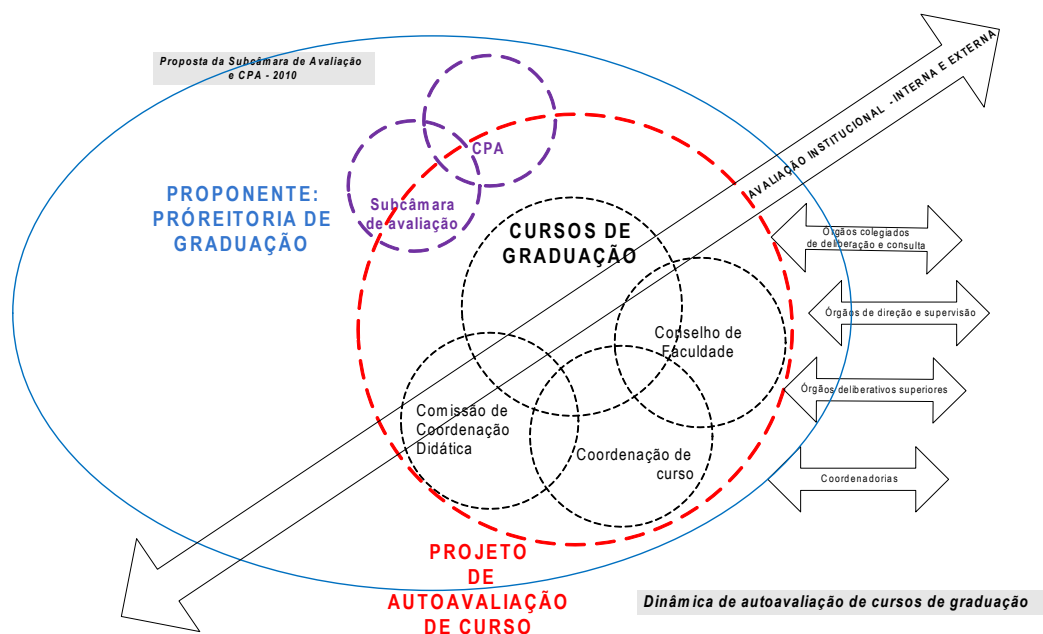 Proposta da Subcâmara de Avaliação
e CPA - 2010
AVALIAÇÃO INSTITUCIONAL - INTERNA E EXTERNA
CPA
Subcâmara
de avaliação
PROPONENTE:
PRÓREITORIA DE
GRADUAÇÃO
CURSOS DE
GRADUAÇÃO
Órgãos colegiados
de deliberação e consulta
Órgãos de direção e supervisão
Conselho de
Faculdade
Órgãos deliberativos superiores
Comissão de
Coordenação
Didática
Coordenação de
curso
Coordenadorias
PROJETO
DE
AUTOAVALIAÇÃO
DE CURSO
Dinâmica de autoavaliação de cursos de graduação